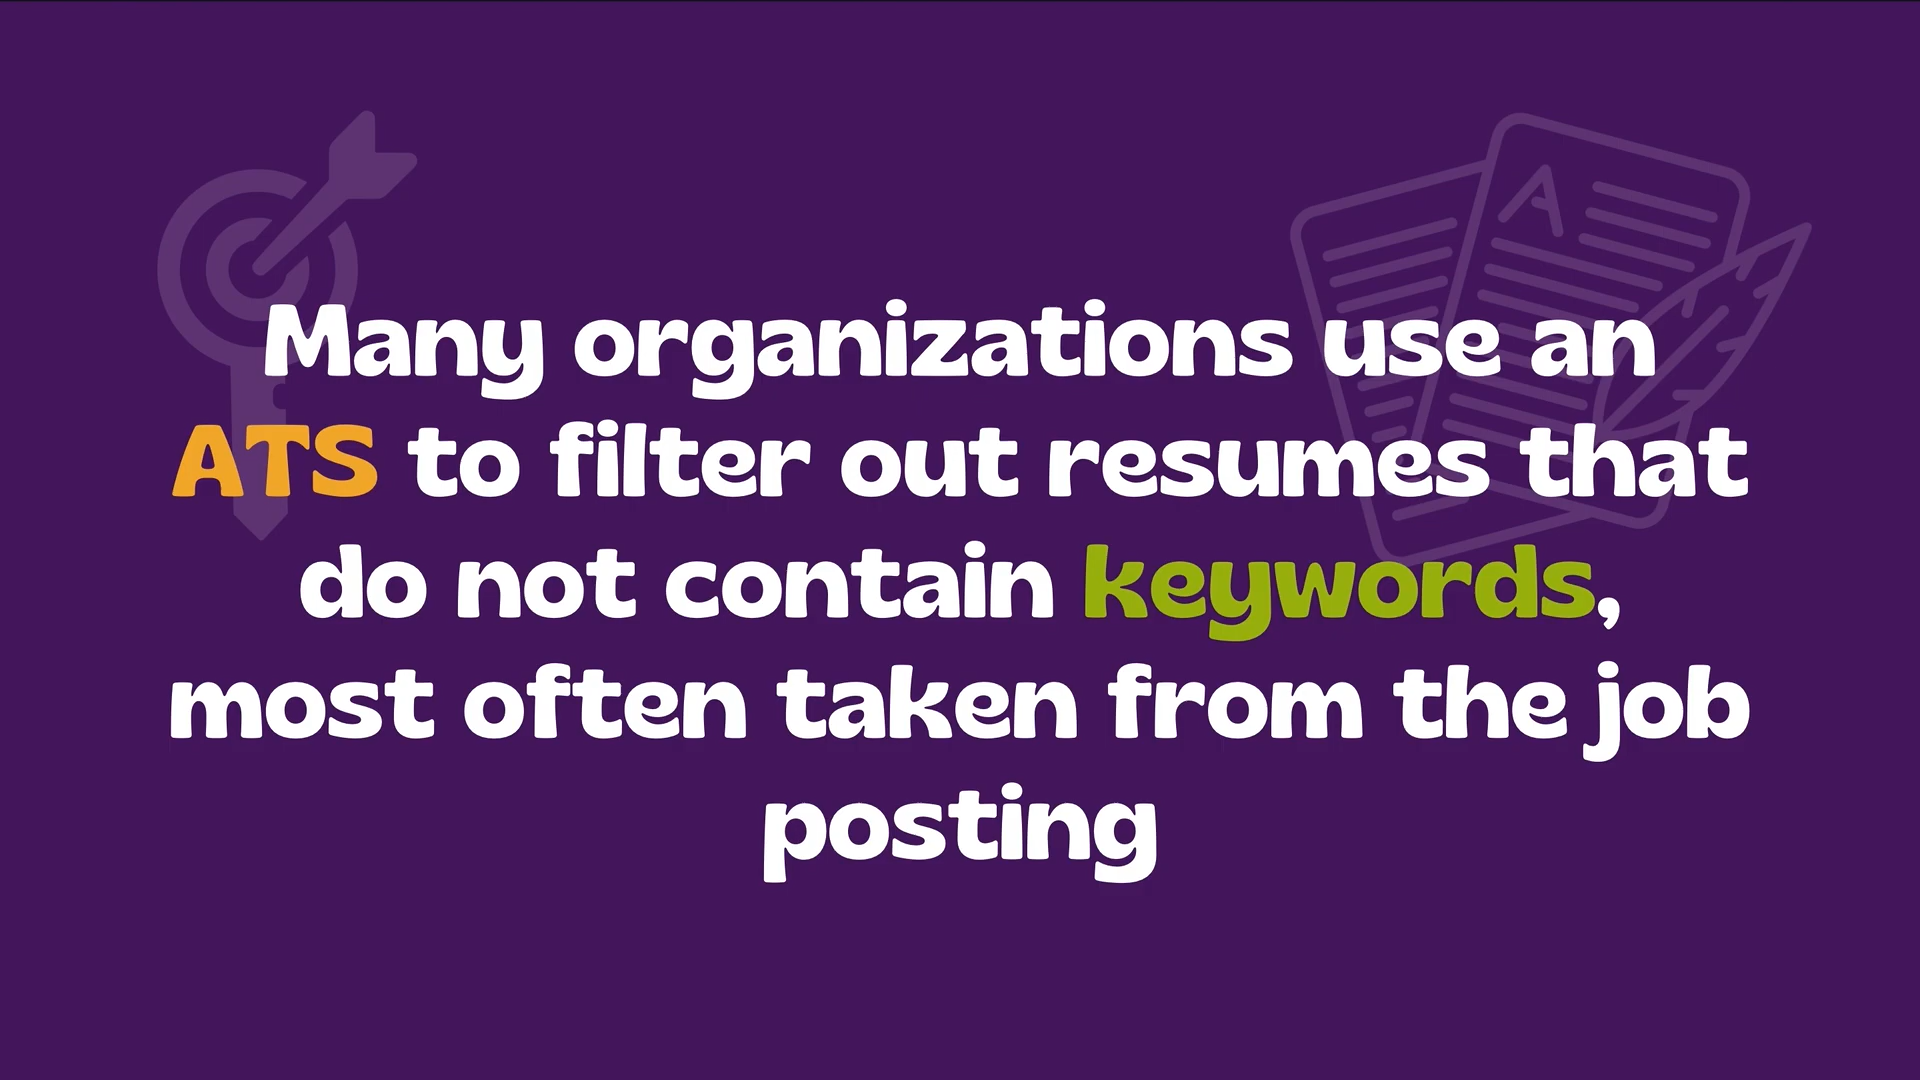 Many organizations use an
ATS to filter out resumes that
do not contain keywords,
most often taken from the job
posting